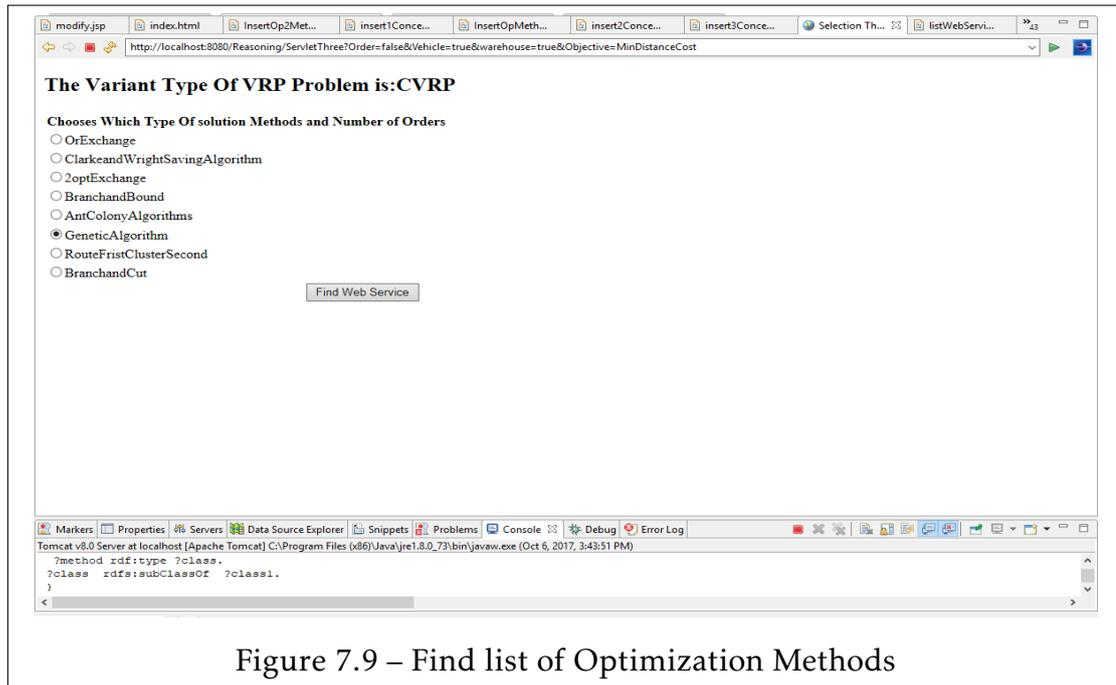 modify.jsp index.html InsertOp2Met... insert1Conce... InsertOpMeth... insert2Conce... insert3Conce... Selection Th... listWebServi... »43
http://localhost:8080/Reasoning/ServletThree?Order=false&Vehicle=true&warehouse=true&Objective=MinDistanceCost
The Variant Type Of VRP Problem is:CVRP
Chooses Which Type Of solution Methods and Number of Orders
OrExchange
ClarkeandWrightSavingAlgorithm
2optExchange
BranchandBound
AntColonyAlgorithms
GeneticAlgorithm
RouteFristClusterSecond
BranchandCut
Find Web Service
Markers Properties Servers Data Source Explorer Snippets Problems Console Debug Error Log
Tomcat v8.0 Server at localhost [Apache Tomcat] C:\Program Files (x86)\Java\jre1.8.0_73\bin\javaw.exe (Oct 6, 2017, 3:43:51 PM)
?method rdf:type ?class.
?class rdfs:subClassOf ?class1.
}
Figure 7.9 – Find list of Optimization Methods